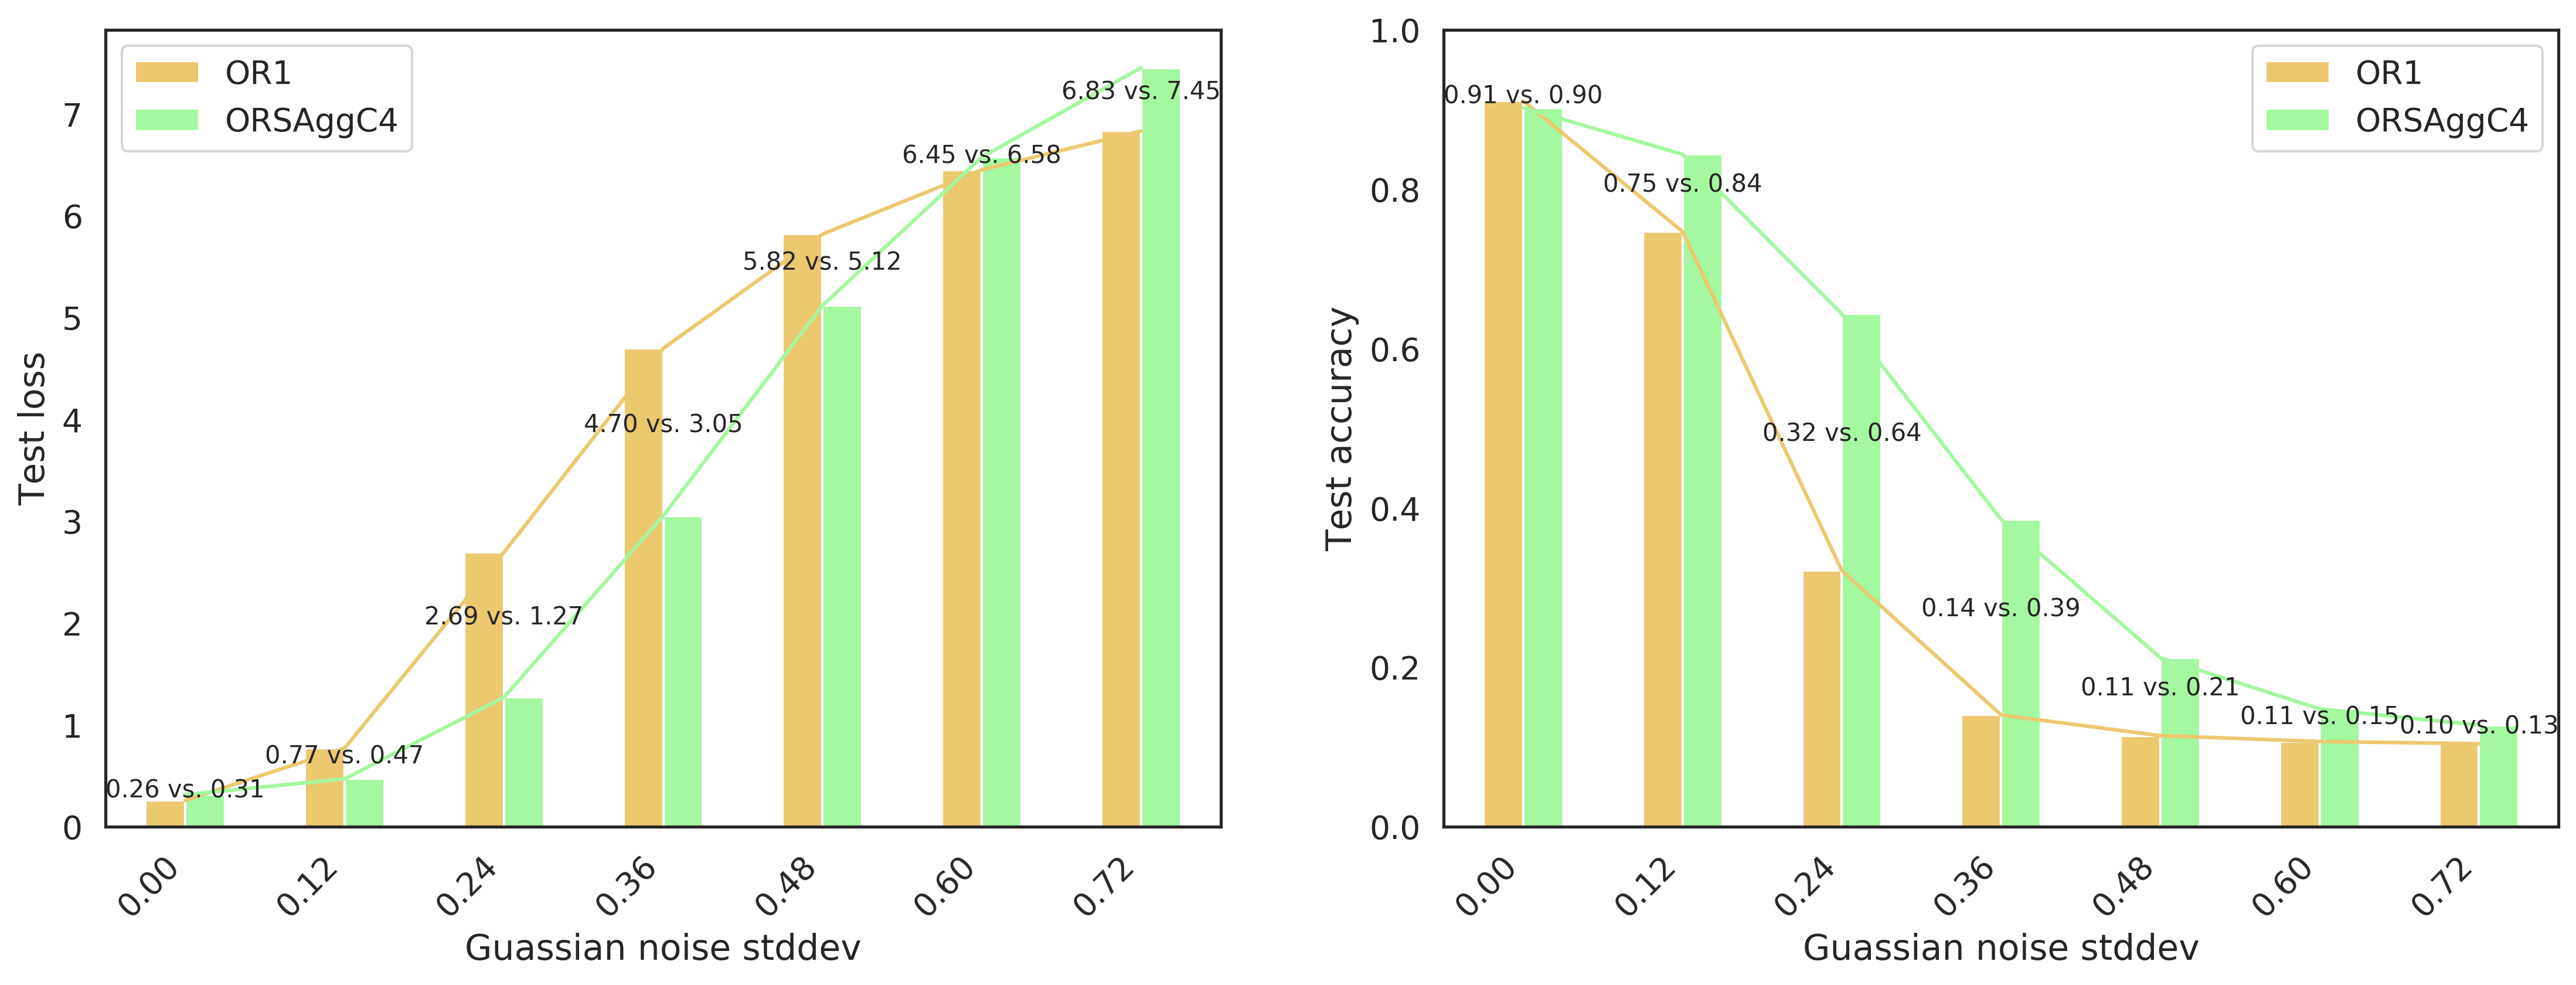 OR1
ORSAggC4
7
6
5
4
3
2
1
0
Test loss
0.26 vs. 0.31
0.77 vs. 0.47
2.69 vs. 1.27
4.70 vs. 3.05
5.82 vs. 5.12
6.45 vs. 6.58
6.83 vs. 7.45
0.00
0.12
0.24
0.36
0.48
0.60
0.72
Guassian noise stddev
OR1
ORSAggC4
1.0
0.8
0.6
0.4
0.2
0.0
Test accuracy
0.91 vs. 0.90
0.75 vs. 0.84
0.32 vs. 0.64
0.14 vs. 0.39
0.11 vs. 0.21
0.11 vs. 0.15
0.10 vs. 0.13
0.00
0.12
0.24
0.36
0.48
0.60
0.72
Guassian noise stddev